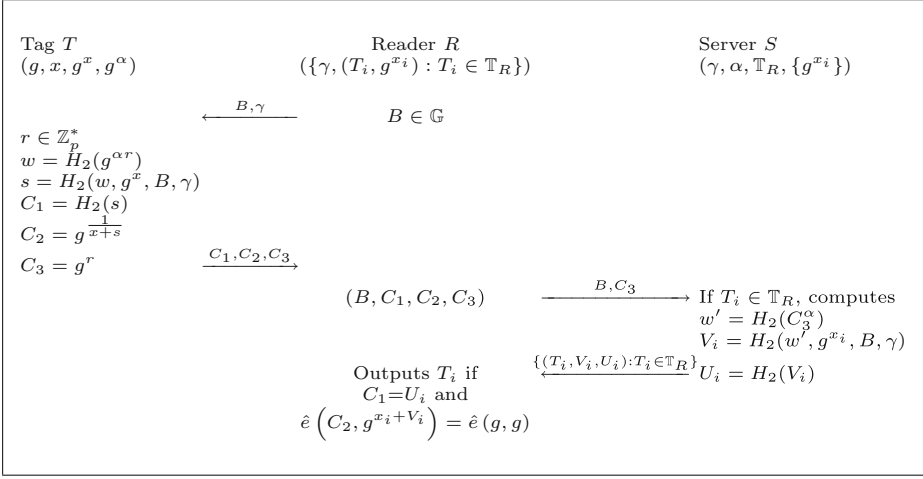 Tag T Reader R Server S
(g, x, g^x, g^α) ({γ, (T_i, g^{x_i}) : T_i ∈ 𝕋_R}) (γ, α, 𝕋_R, {g^{x_i}})
B, γ
←
B ∈ 𝔾
r ∈ ℤ_p^*
w = H_2(g^{αr})
s = H_2(w, g^x, B, γ)
C_1 = H_2(s)
C_2 = g^{\frac{1}{x+s}}
C_3 = g^r
C_1, C_2, C_3
→
(B, C_1, C_2, C_3)
B, C_3
→
If T_i ∈ 𝕋_R, computes
w′ = H_2(C_3^α)
V_i = H_2(w′, g^{x_i}, B, γ)
{(T_i, V_i, U_i):T_i∈𝕋_R}
←
U_i = H_2(V_i)
Outputs T_i if
C_1=U_i and
ê (C_2, g^{x_i+V_i}) = ê (g, g)